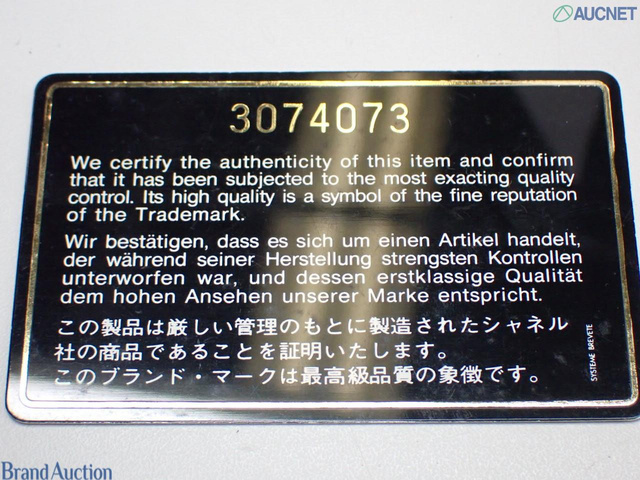 AUCNET
3074073
We certify the authenticity of this item and confirm
that it has been subjected to the most exacting quality
control. Its high quality is a symbol of the fine reputation
of the Trademark.
Wir bestätigen, dass es sich um einen Artikel handelt,
der während seiner Herstellung strengsten Kontrollen
unterworfen war, und dessen erstklassige Qualität
dem hohen Ansehen unserer Marke entspricht.
この製品は厳しい管理のもとに製造されたシャネル
社の商品であることを証明いたします。
このブランド・マークは最高級品質の象徴です。
SYSTEME BREVETE
Brand Auction